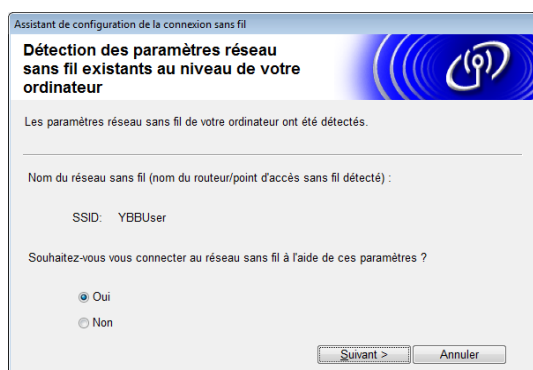 Assistant de configuration de la connexion sans fil
Détection des paramètres réseau
sans fil existants au niveau de votre
ordinateur
Les paramètres réseau sans fil de votre ordinateur ont été détectés.
Nom du réseau sans fil (nom du routeur/point d'accès sans fil détecté) :
SSID: YBBUser
Souhaitez-vous vous connecter au réseau sans fil à l'aide de ces paramètres ?
Oui
Non
Suivant > Annuler